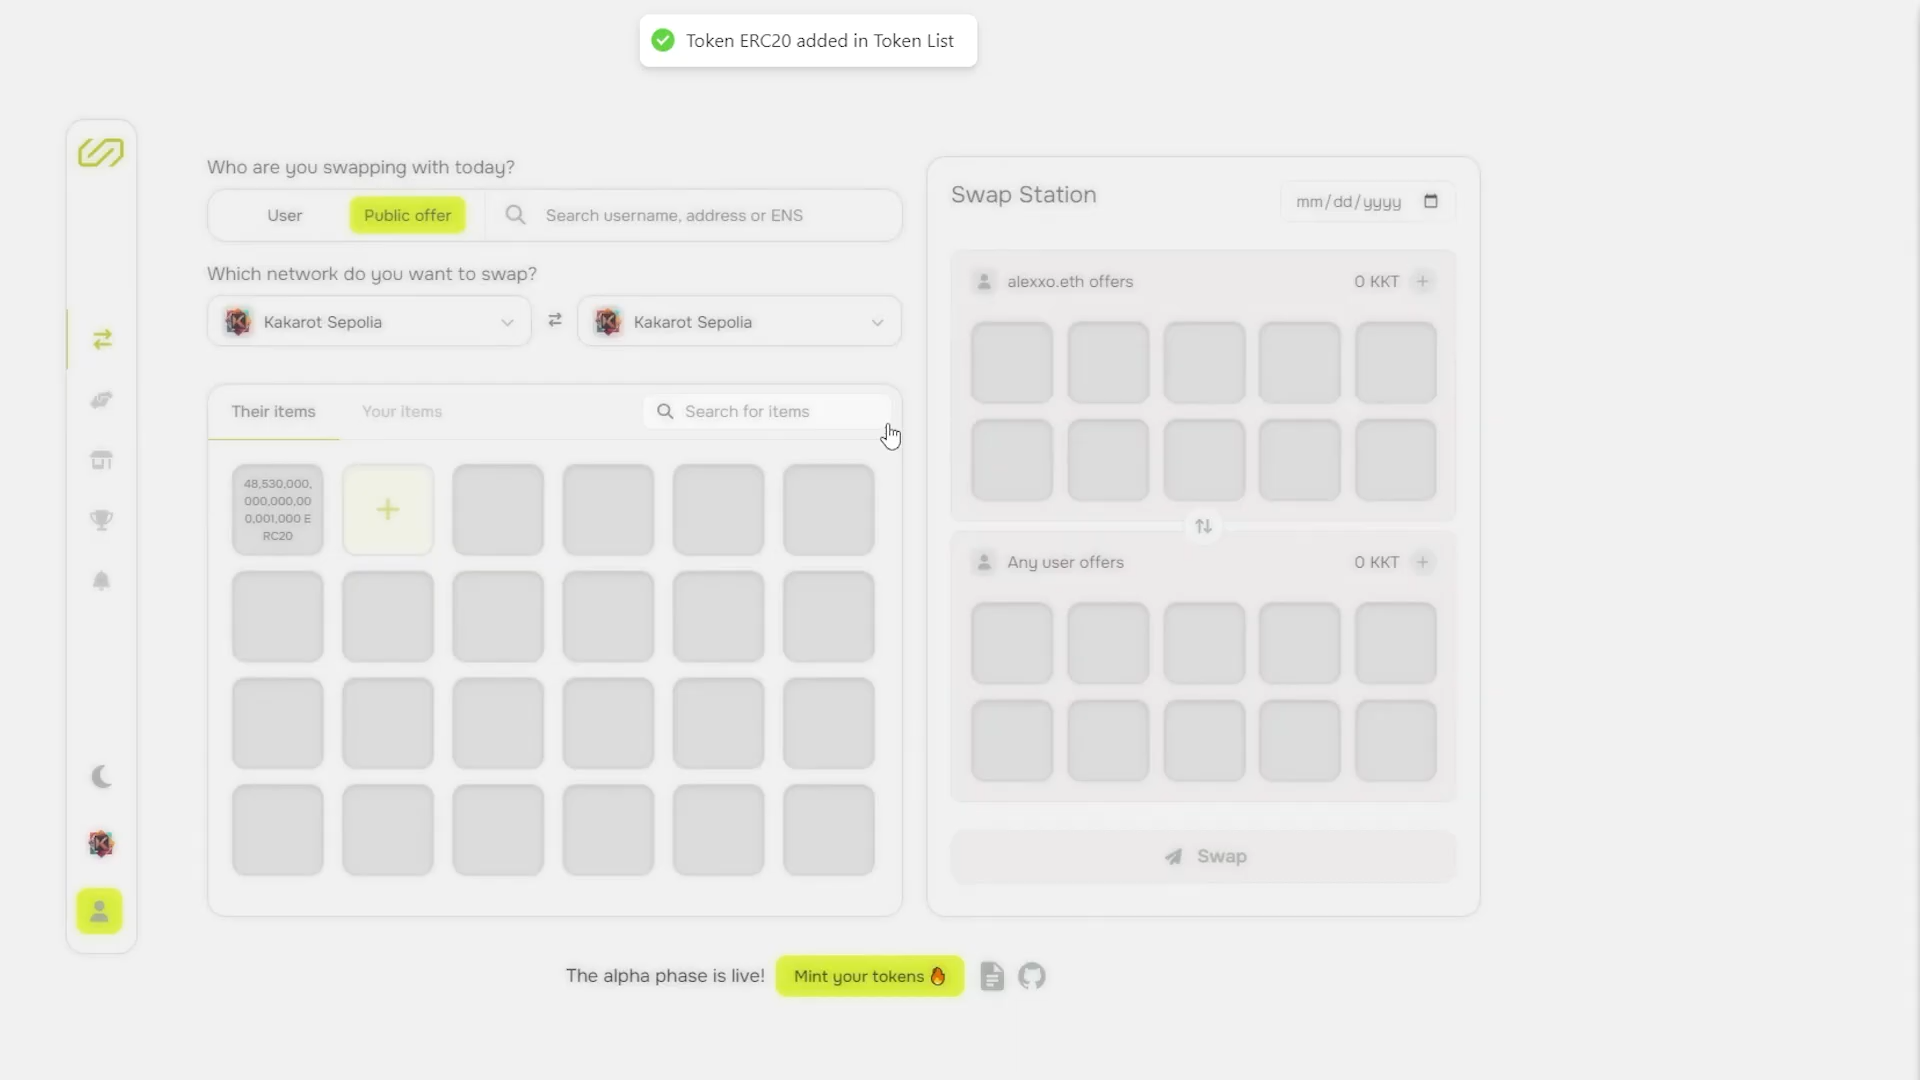 Token ERC20 added in Token List
Who are you swapping with today?
User
Public offer
Search username, address or ENS
Which network do you want to swap?
Kakarot Sepolia
Kakarot Sepolia
Their items
Your items
Search for items
48,530,000,
000,000,00
0,001,000 E
RC20
Swap Station
mm/dd/yyyy
alexxo.eth offers
0 KKT
Any user offers
0 KKT
Swap
The alpha phase is live!
Mint your tokens